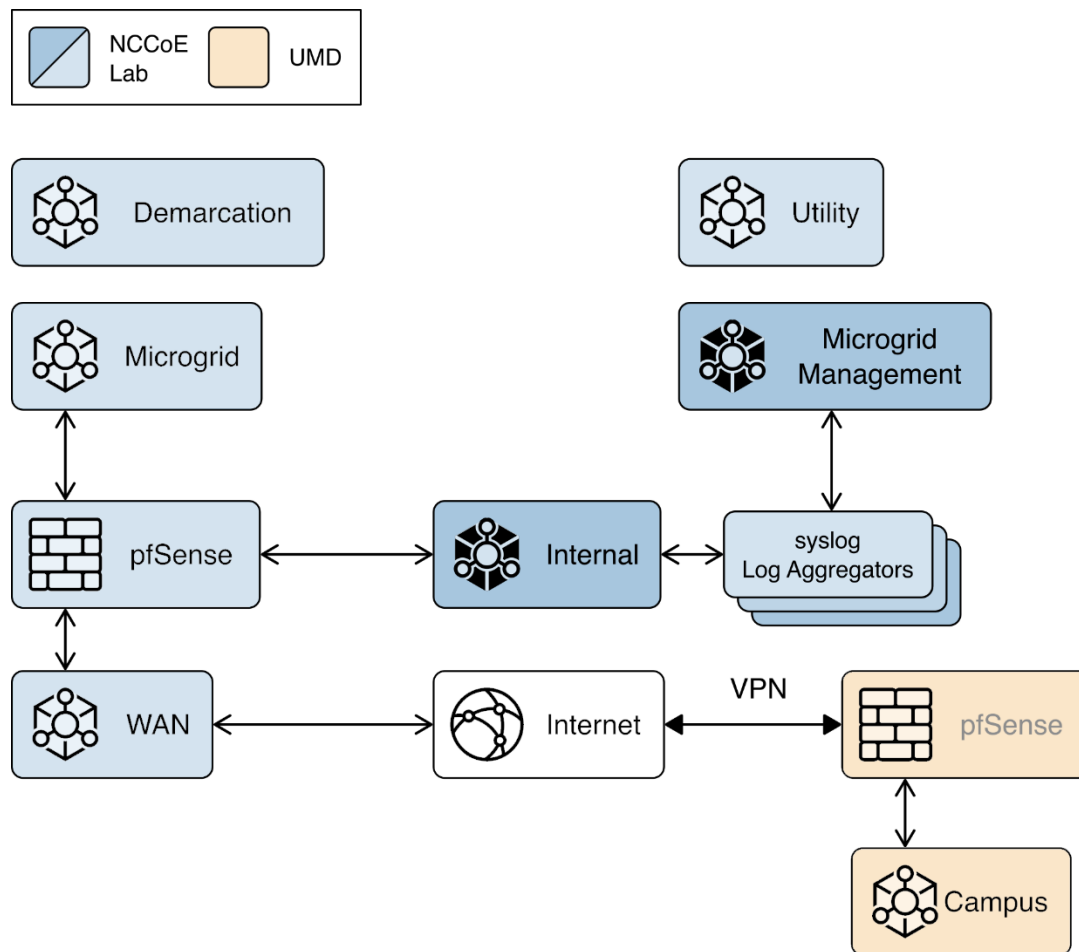 NCCoE
Lab
UMD
Demarcation
Utility
Microgrid
Microgrid
Management
pfSense
Internal
syslog
Log Aggregators
WAN
Internet
VPN
pfSense
Campus